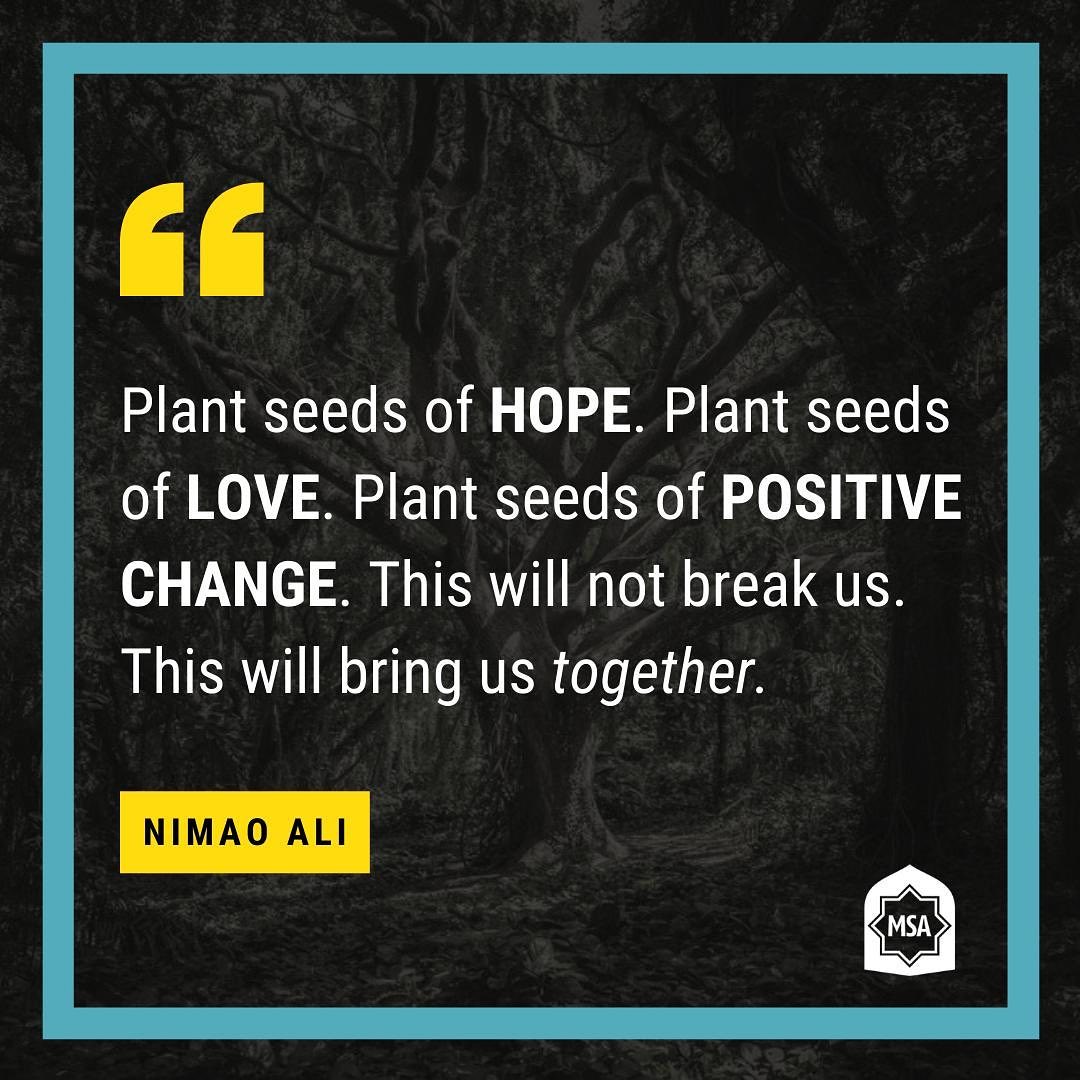 “
Plant seeds of HOPE. Plant seeds
of LOVE. Plant seeds of POSITIVE
CHANGE. This will not break us.
This will bring us together.
NIMAO ALI
MSA